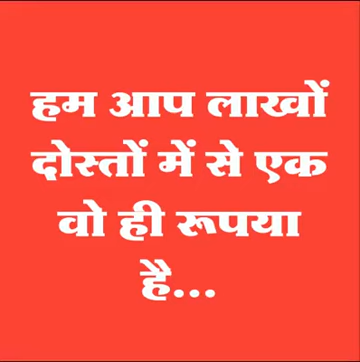 हम आप लाखों
दोस्तों में से एक
वो ही रूपया
है...